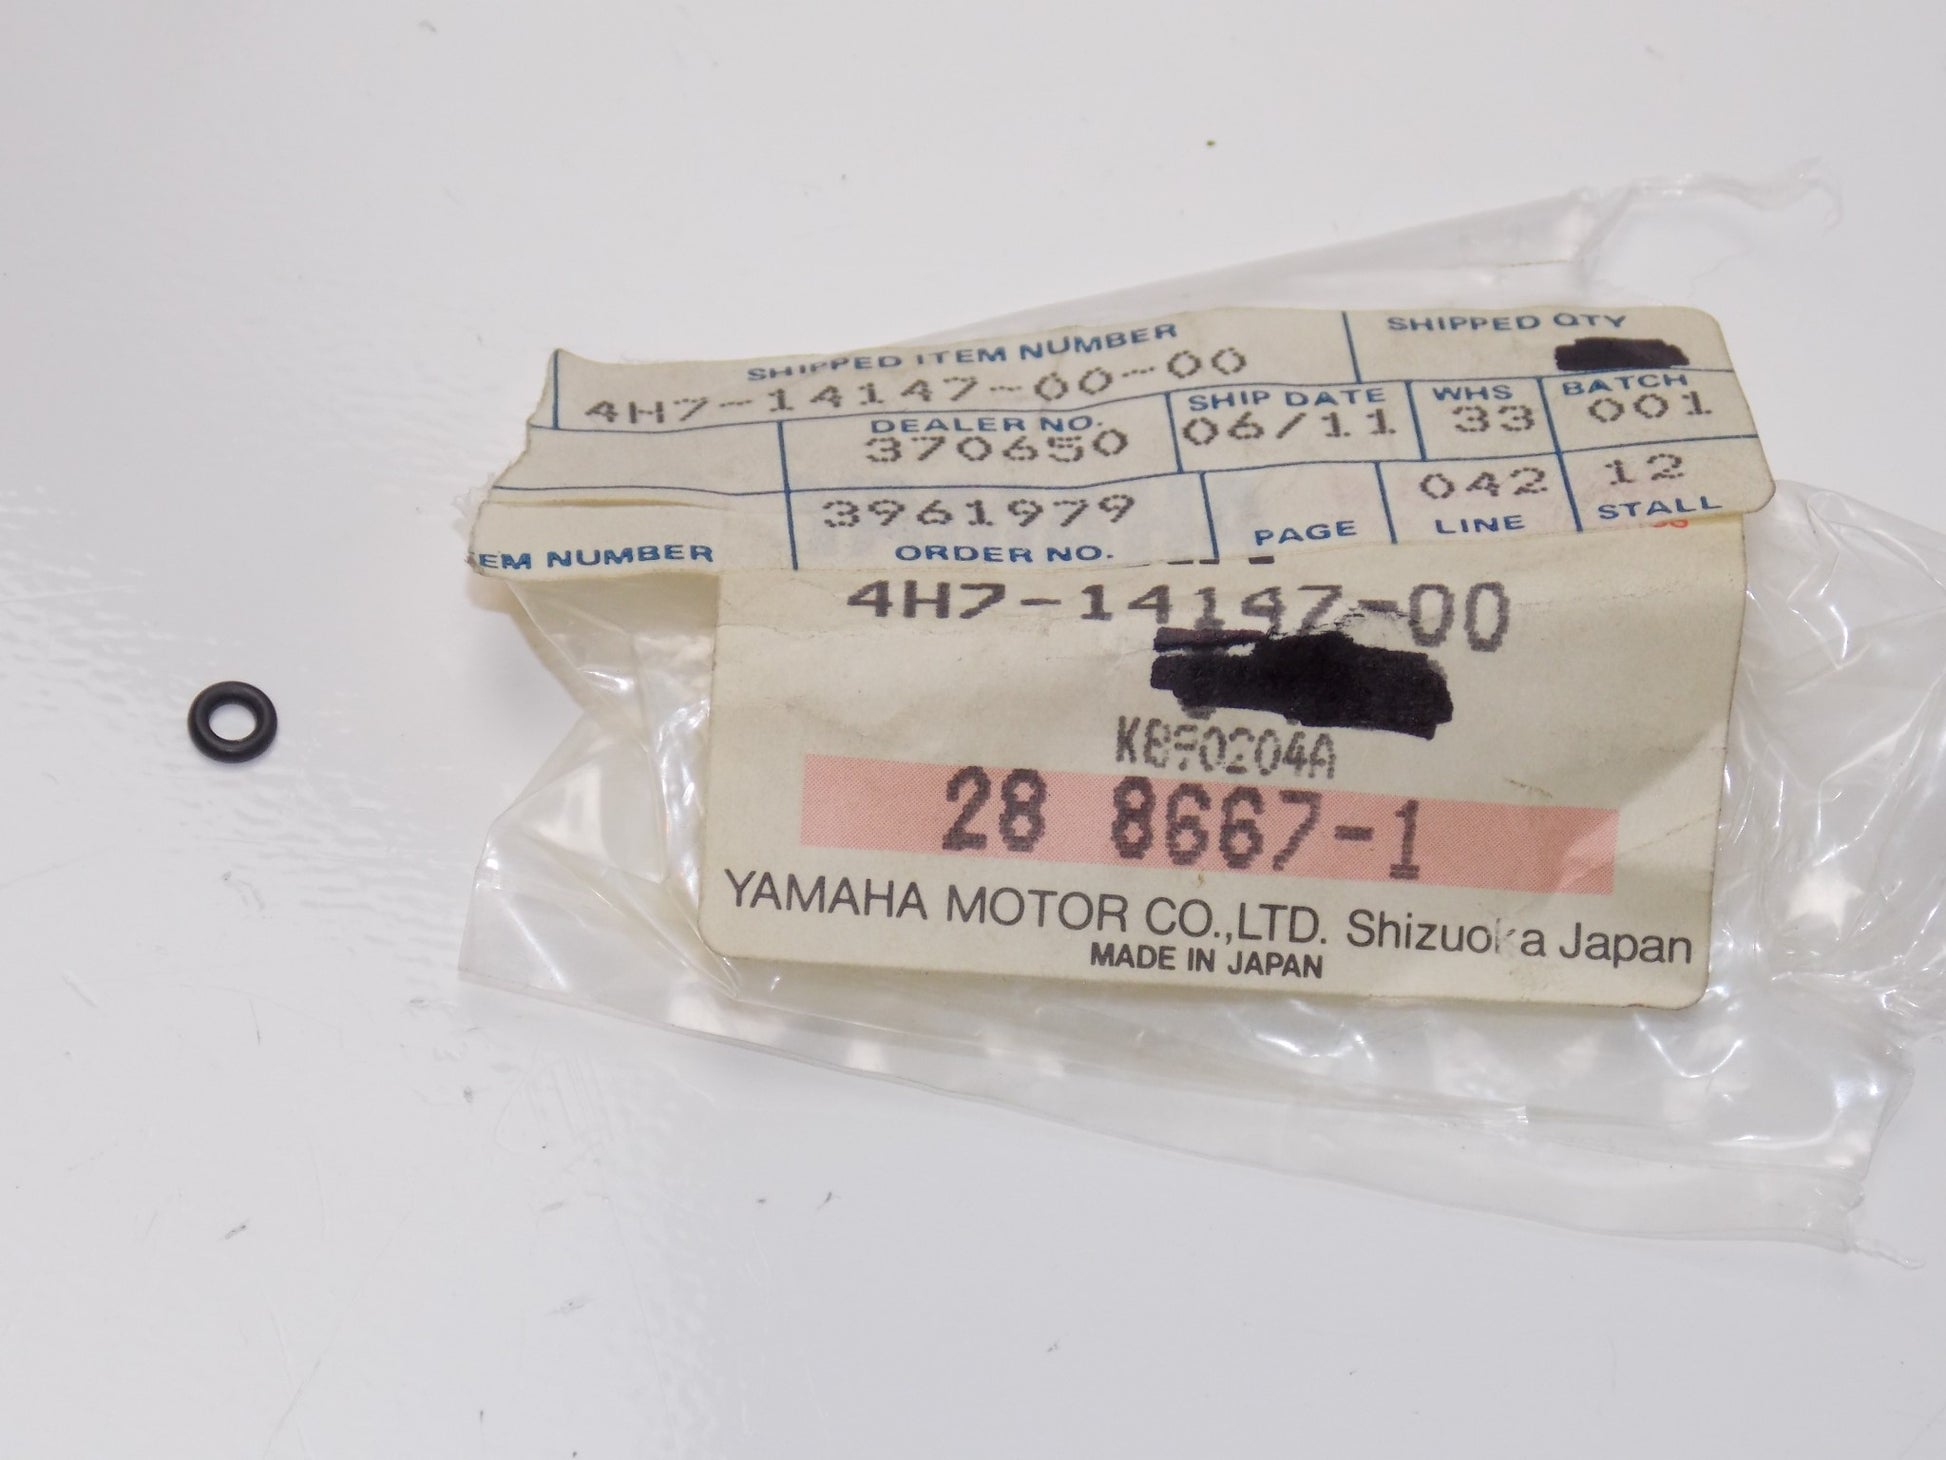 SHIPPED ITEM NUMBER SHIPPED QTY
4H7-14147-00-00
DEALER NO. SHIP DATE WHS BATCH
370650 06/11 33 001
3961979 042 12
EM NUMBER ORDER NO. PAGE LINE STALL
4H7-14147-00
28 8667-1
YAMAHA MOTOR CO.,LTD. Shizuoka Japan
MADE IN JAPAN